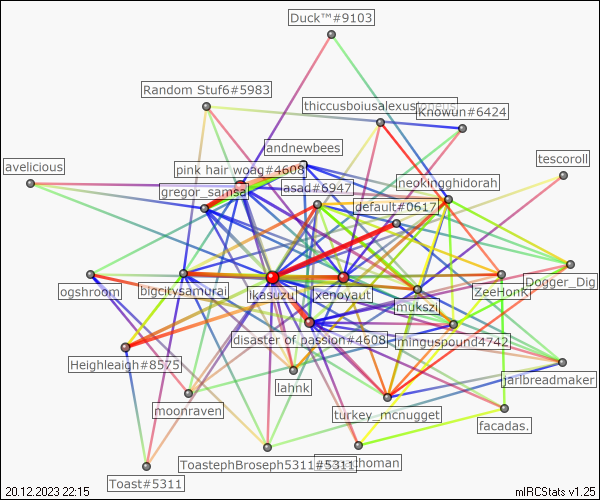 Duck™#9103
Random Stuf6#5983
thiccusboiusalexus
Knowun#6424
andnewbees
avelicious
tescoroll
pink hair woag#4608
gregor_samsa
asad#6947
neokingghidorah
default#0617
ogshroom
bigcitysamurai
ikasuzu
xenoyaut
mukszi
ZeeHonK
Dogger_Dig
disaster of passion#4608
minguspound4742
Heighleaigh#8575
lahnk
jarlbreadmaker
moonraven
turkey_mcnugget
facadas.
ToastephBroseph5311#5311
Toast#5311
20.12.2023 22:15
mIRCStats v1.25